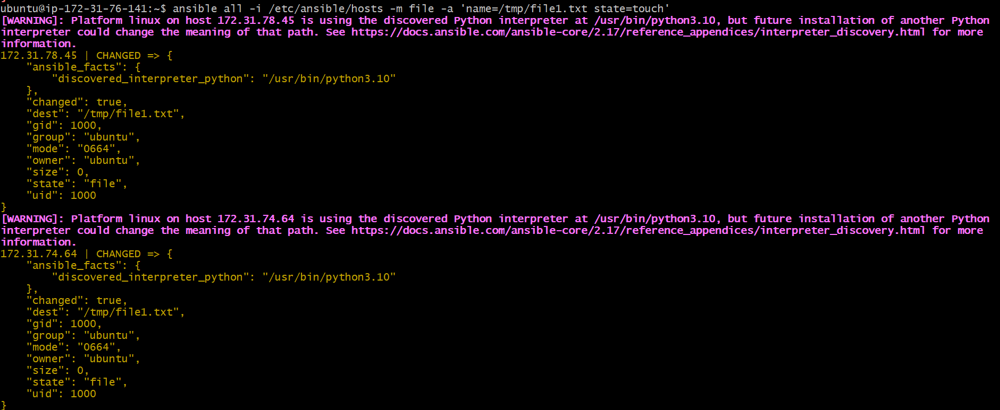 ubuntu@ip-172-31-76-141:~$ ansible all -i /etc/ansible/hosts -m file -a 'name=/tmp/file1.txt state=touch'
[WARNING]: Platform linux on host 172.31.78.45 is using the discovered Python interpreter at /usr/bin/python3.10, but future installation of another Python
interpreter could change the meaning of that path. See https://docs.ansible.com/ansible-core/2.17/reference_appendices/interpreter_discovery.html for more
information.
172.31.78.45 | CHANGED => {
    "ansible_facts": {
        "discovered_interpreter_python": "/usr/bin/python3.10"
    },
    "changed": true,
    "dest": "/tmp/file1.txt",
    "gid": 1000,
    "group": "ubuntu",
    "mode": "0664",
    "owner": "ubuntu",
    "size": 0,
    "state": "file",
    "uid": 1000
}
[WARNING]: Platform linux on host 172.31.74.64 is using the discovered Python interpreter at /usr/bin/python3.10, but future installation of another Python
interpreter could change the meaning of that path. See https://docs.ansible.com/ansible-core/2.17/reference_appendices/interpreter_discovery.html for more
information.
172.31.74.64 | CHANGED => {
    "ansible_facts": {
        "discovered_interpreter_python": "/usr/bin/python3.10"
    },
    "changed": true,
    "dest": "/tmp/file1.txt",
    "gid": 1000,
    "group": "ubuntu",
    "mode": "0664",
    "owner": "ubuntu",
    "size": 0,
    "state": "file",
    "uid": 1000
}